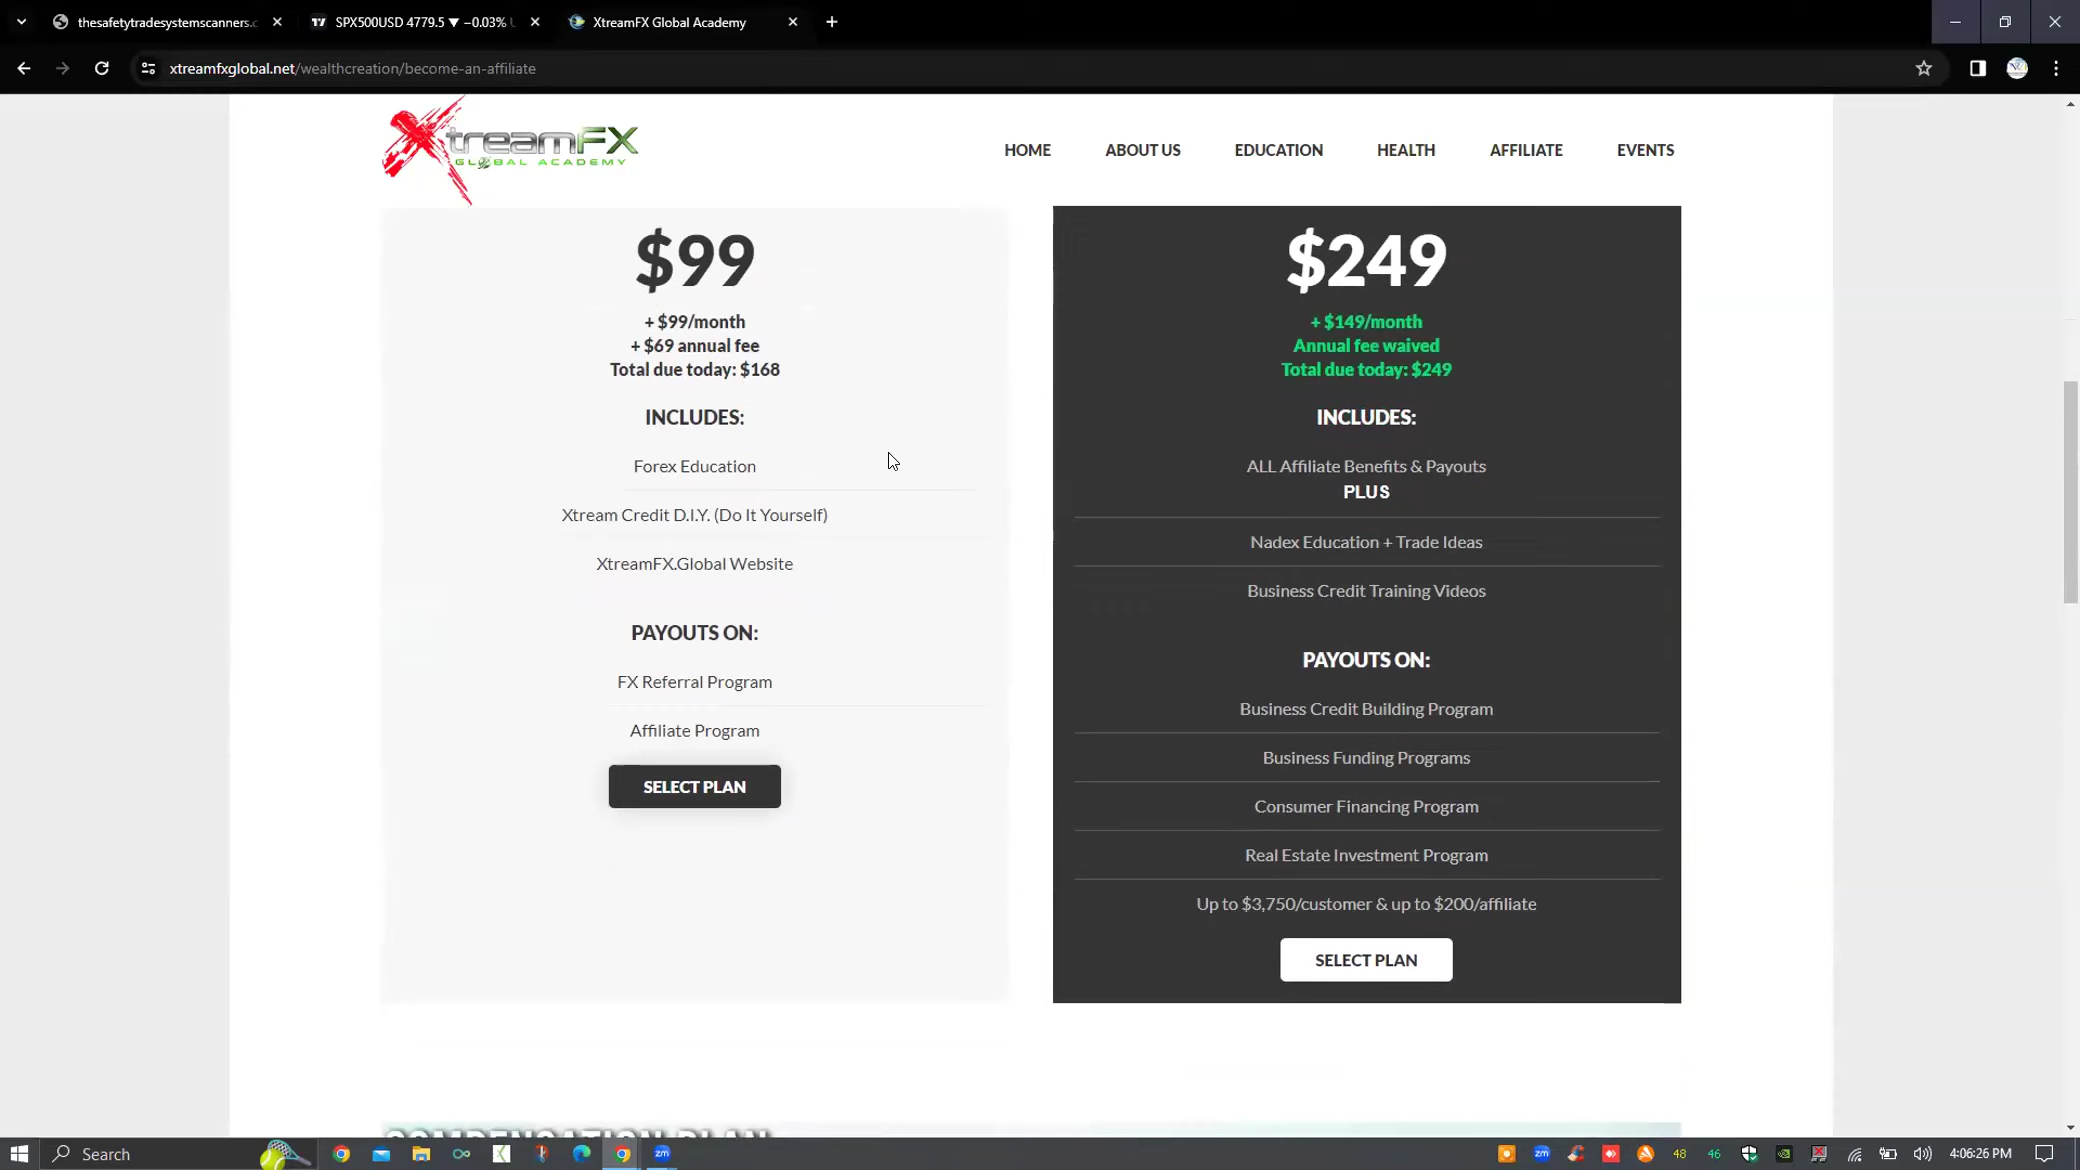 thesafetytradesystemscanners.c
SPX500USD 4779.5 ▼ −0.03% U
XtreamFX Global Academy
xtreamfxglobal.net/wealthcreation/become-an-affiliate
XtreamFX
GLOBAL ACADEMY
HOME
ABOUT US
EDUCATION
HEALTH
AFFILIATE
EVENTS
$99
+ $99/month
+ $69 annual fee
Total due today: $168
INCLUDES:
Forex Education
Xtream Credit D.I.Y. (Do It Yourself)
XtreamFX.Global Website
PAYOUTS ON:
FX Referral Program
Affiliate Program
SELECT PLAN
$249
+ $149/month
Annual fee waived
Total due today: $249
INCLUDES:
ALL Affiliate Benefits & Payouts
PLUS
Nadex Education + Trade Ideas
Business Credit Training Videos
PAYOUTS ON:
Business Credit Building Program
Business Funding Programs
Consumer Financing Program
Real Estate Investment Program
Up to $3,750/customer & up to $200/affiliate
SELECT PLAN
COMPENSATION PLAN
Search
zm
zm
48
46
4:06:26 PM